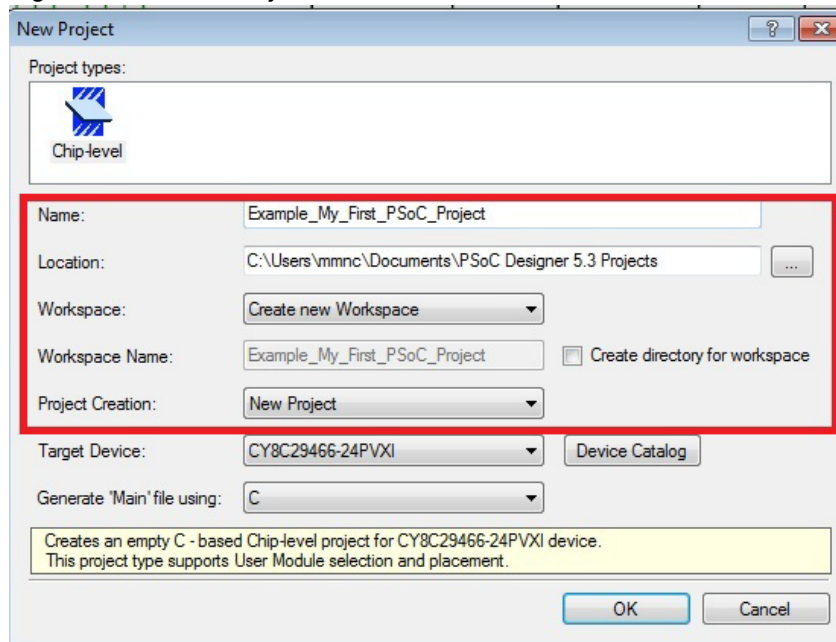 New Project
Project types:
Chip-level
Name: Example_My_First_PSoC_Project
Location: C:\Users\mmnc\Documents\PSoC Designer 5.3 Projects ...
Workspace: Create new Workspace
Workspace Name: Example_My_First_PSoC_Project Create directory for workspace
Project Creation: New Project
Target Device: CY8C29466-24PVXI Device Catalog
Generate 'Main' file using: C
Creates an empty C - based Chip-level project for CY8C29466-24PVXI device.
This project type supports User Module selection and placement.
OK Cancel